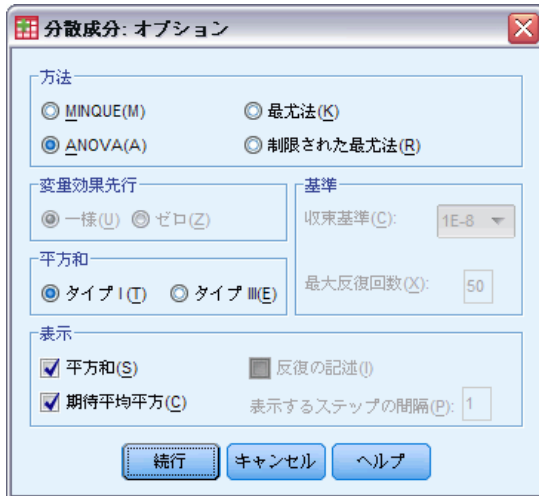 分散成分: オプション
方法
MINQUE(M)
最尤法(K)
ANOVA(A)
制限された最尤法(R)
変量効果先行
一様(U) ゼロ(Z)
基準
収束基準(C): 1E-8
最大反復回数(X): 50
平方和
タイプ I(T) タイプ III(E)
表示
平方和(S)
反復の記述(I)
期待平均平方(C)
表示するステップの間隔(P): 1
続行 キャンセル ヘルプ